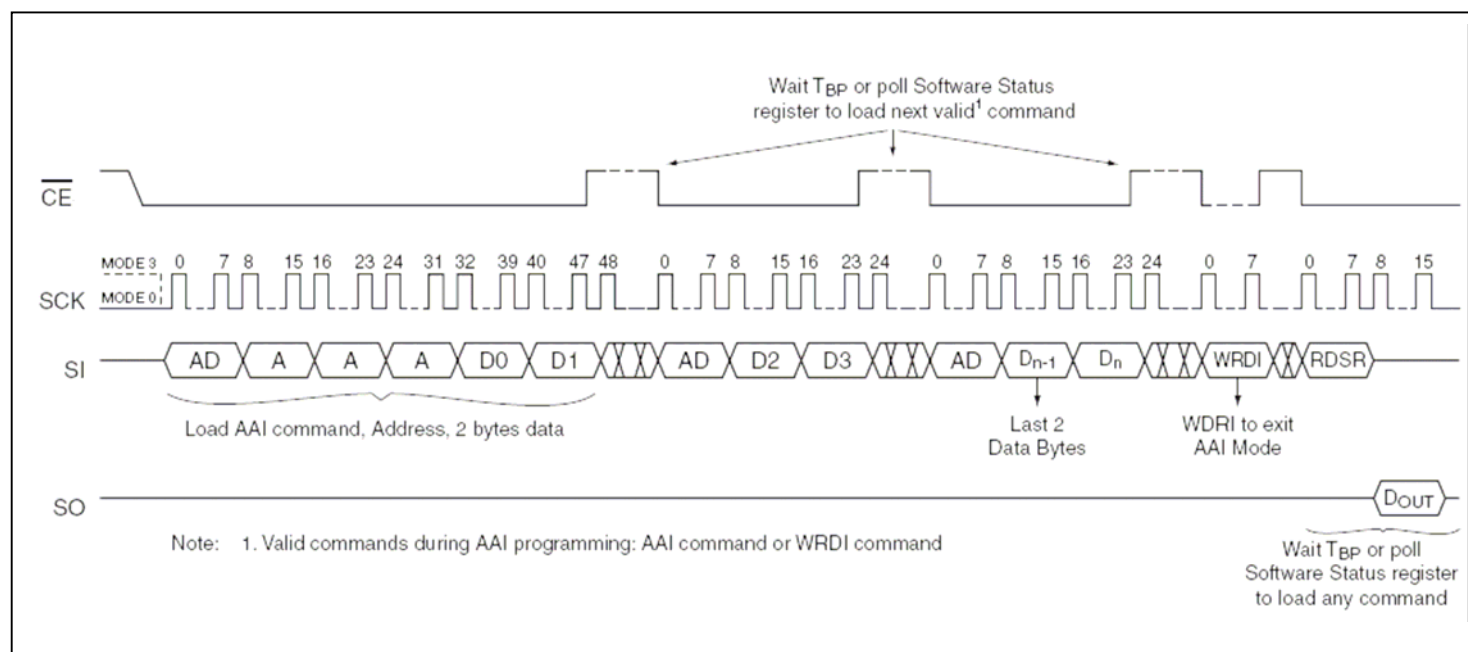 Wait TBP or poll Software Status
register to load next valid1 command
CE
MODE 3
0 7 8 15 16 23 24 31 32 39 40 47 48 0 7 8 15 16 23 24 0 7 8 15 16 23 24 0 7 0 7 8 15
SCK
MODE 0
SI
AD A A A D0 D1 AD D2 D3 AD Dn-1 Dn WRDI RDSR
Load AAI command, Address, 2 bytes data
Last 2
Data Bytes
WDRI to exit
AAI Mode
SO
DOUT
Note: 1. Valid commands during AAI programming: AAI command or WRDI command
Wait TBP or poll
Software Status register
to load any command